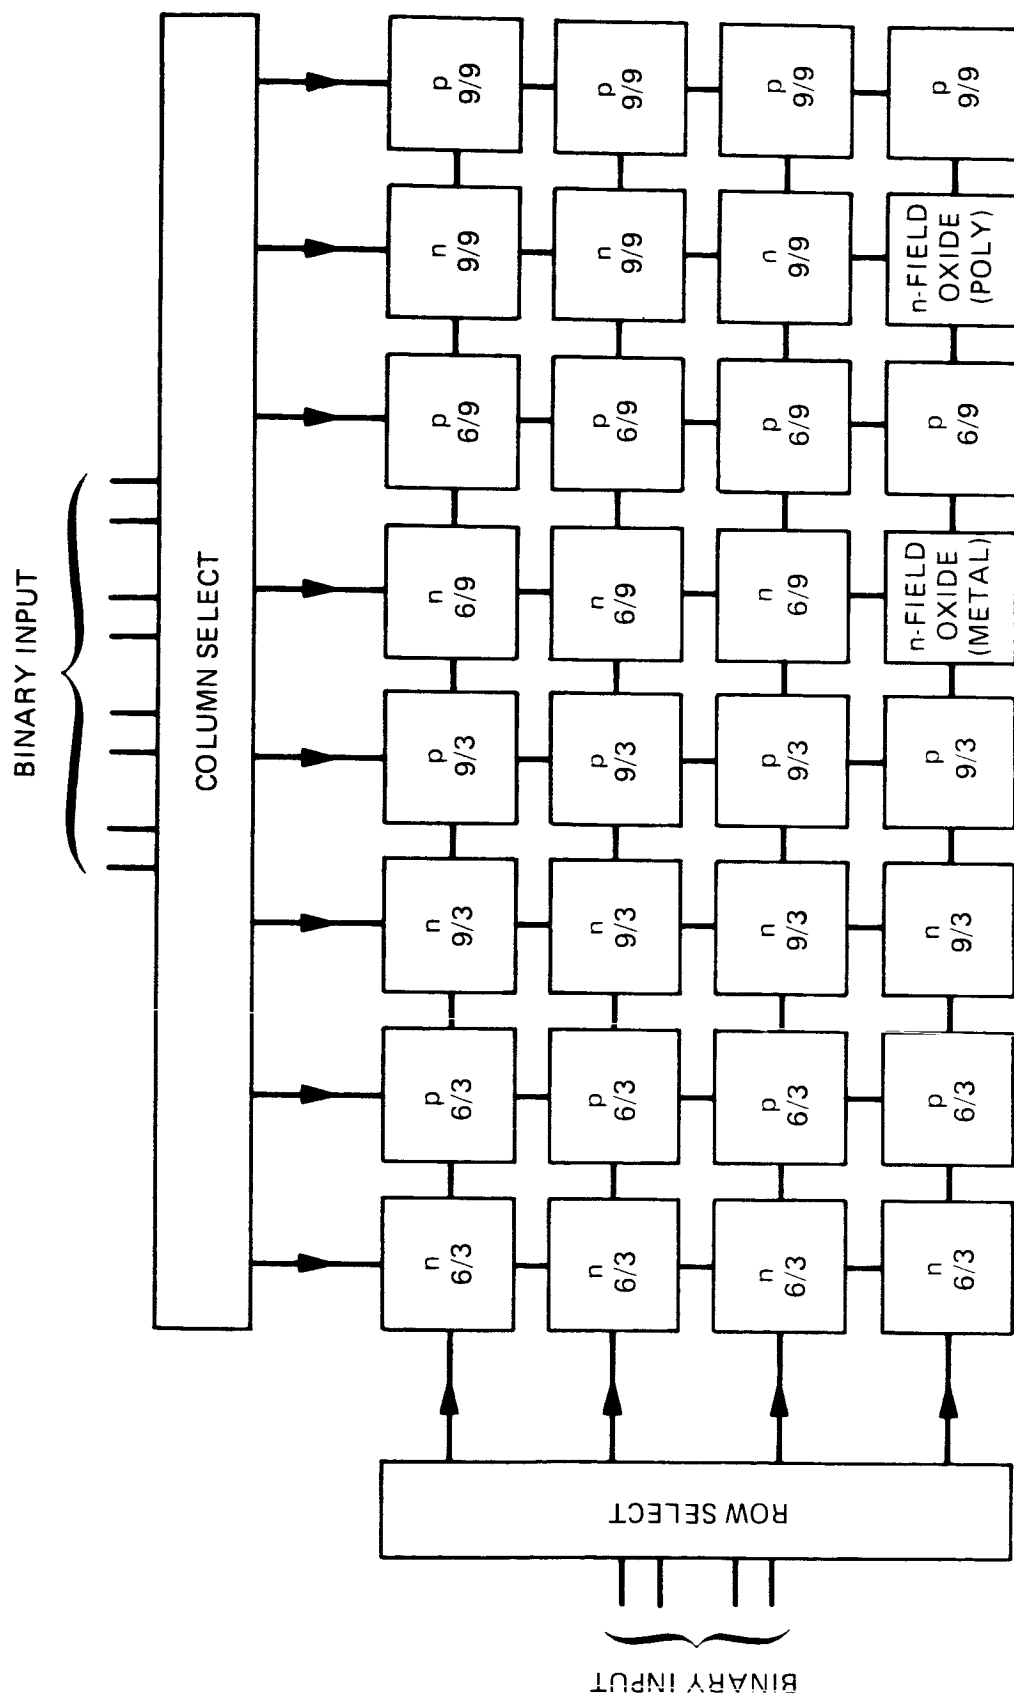 BINARY INPUT
COLUMN SELECT
BINARY INPUT
ROW SELECT
n
6/3
p
6/3
n
9/3
p
9/3
n
6/9
p
6/9
n
9/9
p
9/9
n
6/3
p
6/3
n
9/3
p
9/3
n
6/9
p
6/9
n
9/9
p
9/9
n
6/3
p
6/3
n
9/3
p
9/3
n
6/9
p
6/9
n
9/9
p
9/9
n
6/3
p
6/3
n
9/3
p
9/3
n-FIELD
OXIDE
(METAL)
p
6/9
n-FIELD
OXIDE
(POLY)
p
9/9